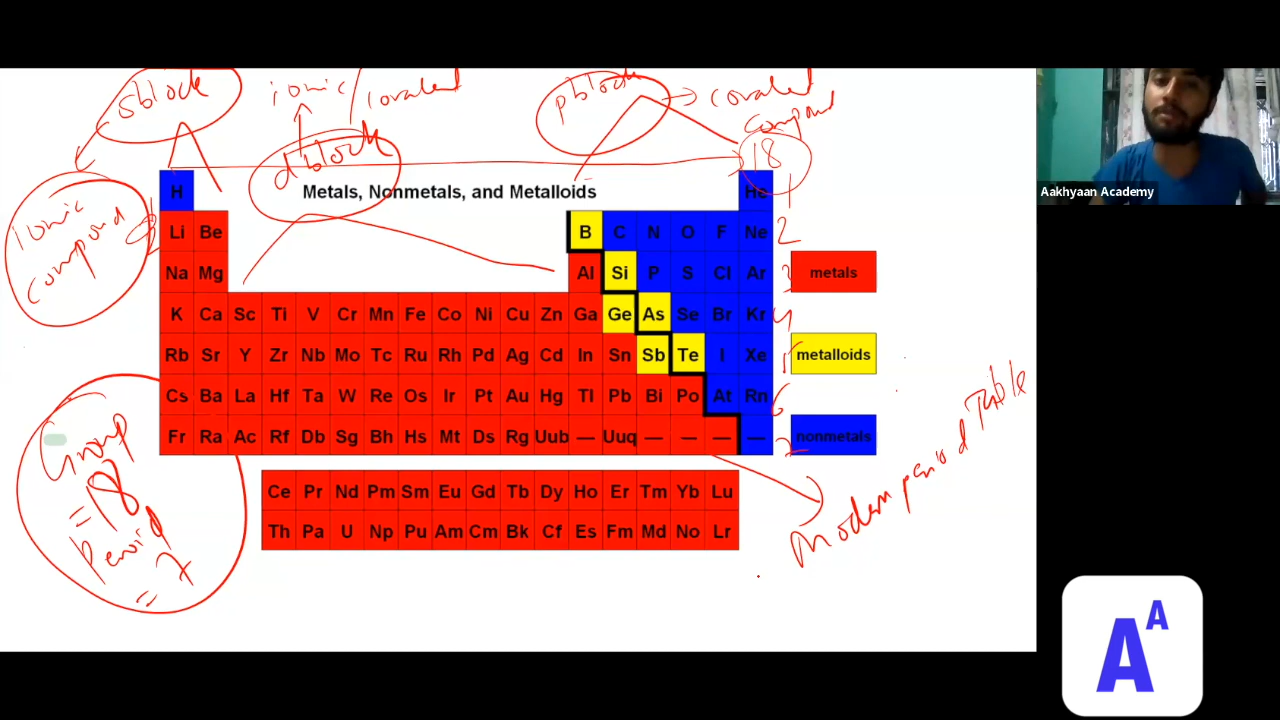 s block
ionic / covalent
p block → covalent
compound
18
d block
Aakhyaan Academy
ionic
compound
Metals, Nonmetals, and Metalloids
H He 1
Li Be B C N O F Ne 2
Na Mg Al Si P S Cl Ar 3
metals
K Ca Sc Ti V Cr Mn Fe Co Ni Cu Zn Ga Ge As Se Br Kr 4
Rb Sr Y Zr Nb Mo Tc Ru Rh Pd Ag Cd In Sn Sb Te I Xe 5
metalloids
Cs Ba La Hf Ta W Re Os Ir Pt Au Hg Tl Pb Bi Po At Rn 6
Fr Ra Ac Rf Db Sg Bh Hs Mt Ds Rg Uub — Uuq — — — — 7
nonmetals
Ce Pr Nd Pm Sm Eu Gd Tb Dy Ho Er Tm Yb Lu
Th Pa U Np Pu Am Cm Bk Cf Es Fm Md No Lr
Group
= 18
= 7
Modern period Table
AA